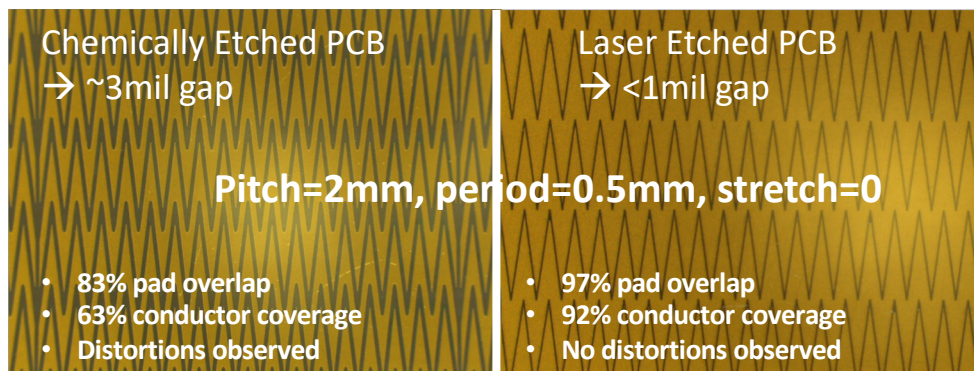 Chemically Etched PCB
→ ~3mil gap
Laser Etched PCB
→ <1mil gap
Pitch=2mm, period=0.5mm, stretch=0
• 83% pad overlap
• 63% conductor coverage
• Distortions observed
• 97% pad overlap
• 92% conductor coverage
• No distortions observed